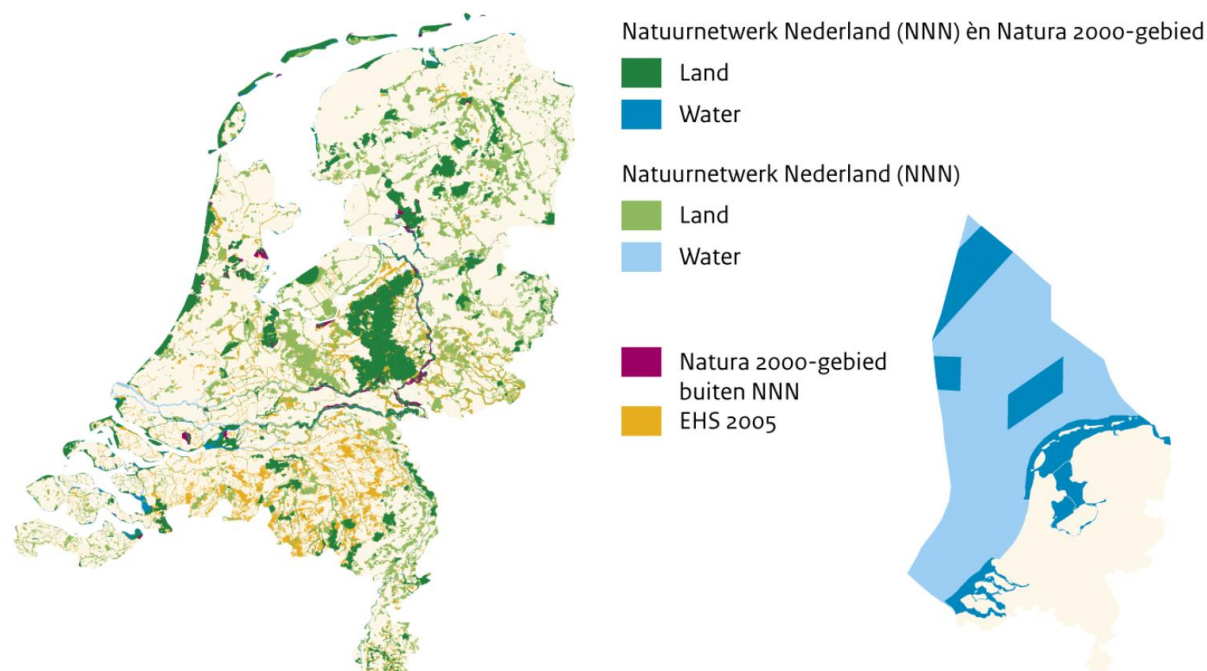 Natuurnetwerk Nederland (NNN) èn Natura 2000-gebied
Land
Water
Natuurnetwerk Nederland (NNN)
Land
Water
Natura 2000-gebied
buiten NNN
EHS 2005